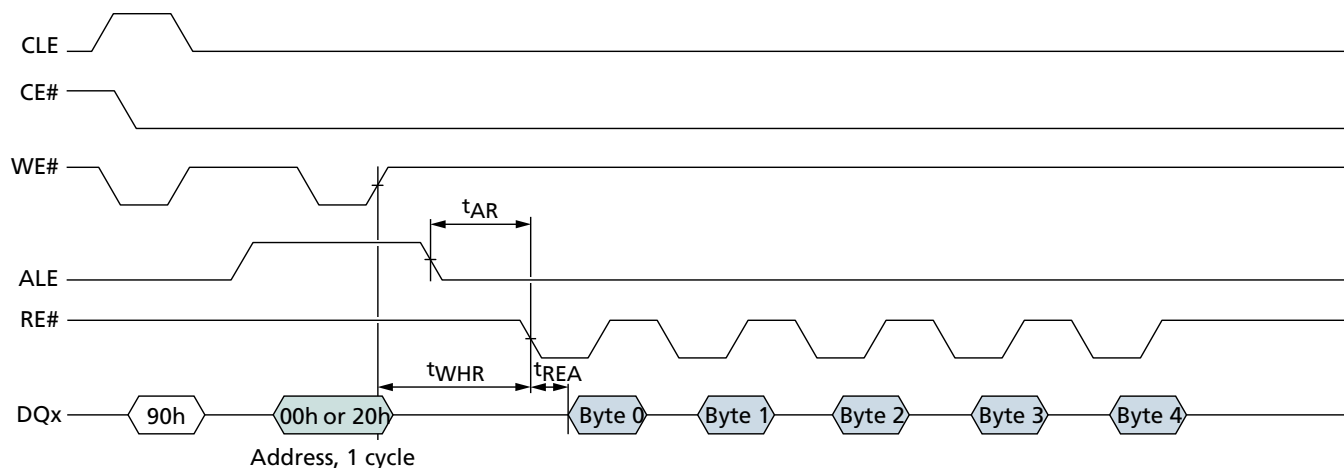 CLE
CE#
WE#
tAR
ALE
RE#
tWHR tREA
DQx 90h 00h or 20h Byte 0 Byte 1 Byte 2 Byte 3 Byte 4
Address, 1 cycle